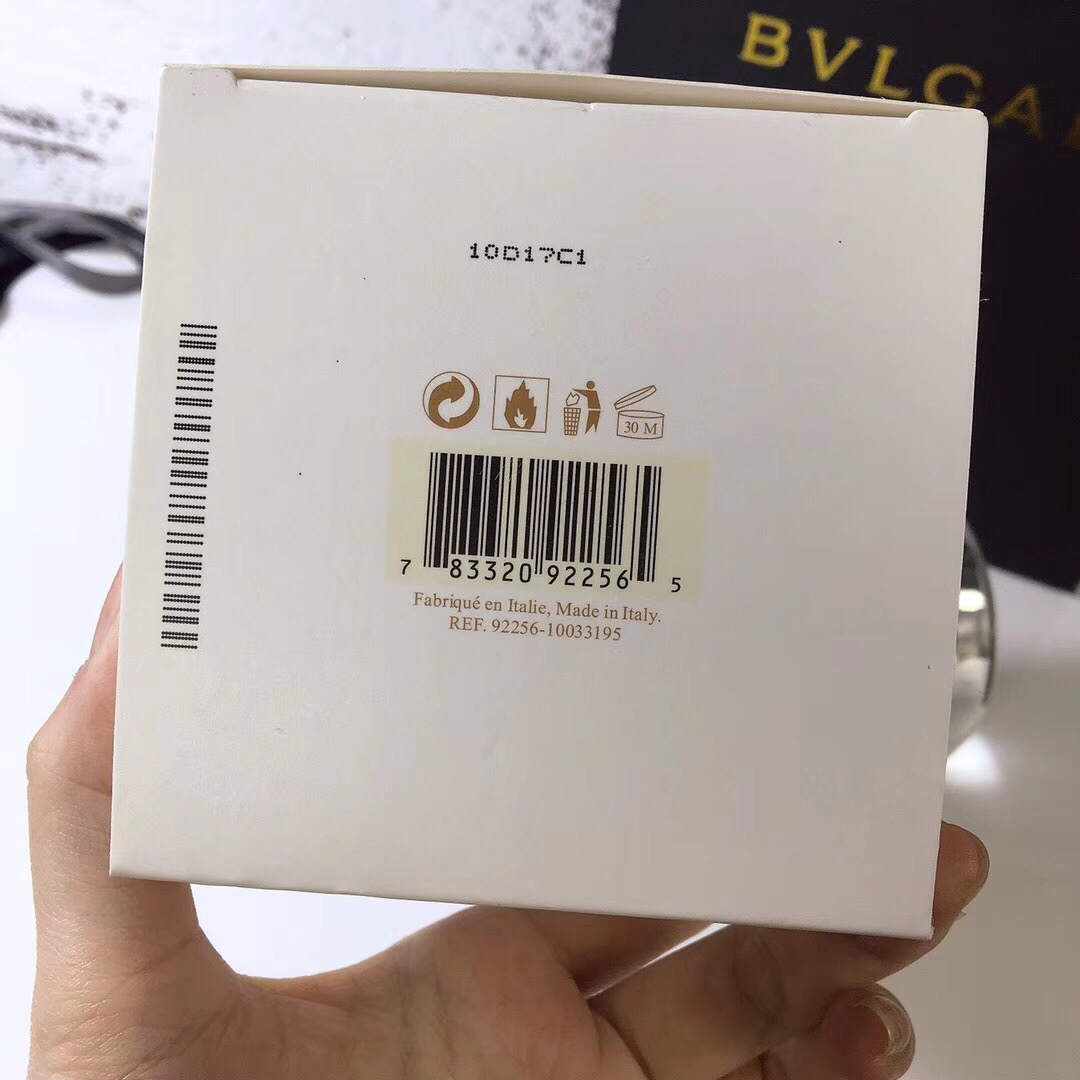 BVLGA
10D17C1
30 M
7 83320 92256 5
Fabriqué en Italie, Made in Italy.
REF. 92256-10033195